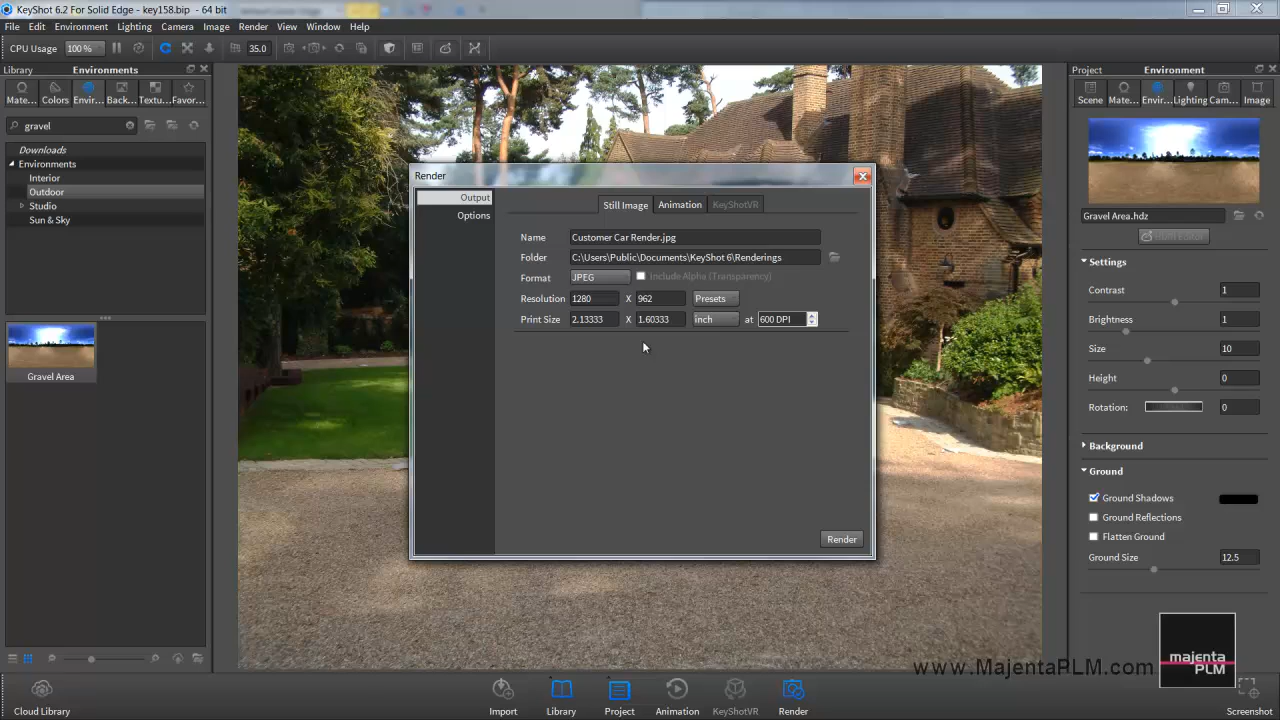 KeyShot 6.2 For Solid Edge - key158.bip - 64 bit
File Edit Environment Lighting Camera Image Render View Window Help
CPU Usage 100 % 35.0
Library Environments
Mate... Colors Envir... Back... Textu... Favor...
gravel
Downloads
Environments
Interior
Outdoor
Studio
Sun & Sky
Gravel Area
Render
Output
Options
Still Image Animation KeyShotVR
Name Customer Car Render.jpg
Folder C:\Users\Public\Documents\KeyShot 6\Renderings
Format JPEG Include Alpha (Transparency)
Resolution 1280 X 962 Presets
Print Size 2.13333 X 1.60333 inch at 600 DPI
Render
Project Environment
Scene Mate... Envir... Lighting Cam... Image
Gravel Area.hdz
Settings
Contrast 1
Brightness 1
Size 10
Height 0
Rotation: 0
Background
Ground
Ground Shadows
Ground Reflections
Flatten Ground
Ground Size 12.5
majenta
PLM
www.MajentaPLM.com
Cloud Library Import Library Project Animation KeyShotVR Render Screenshot